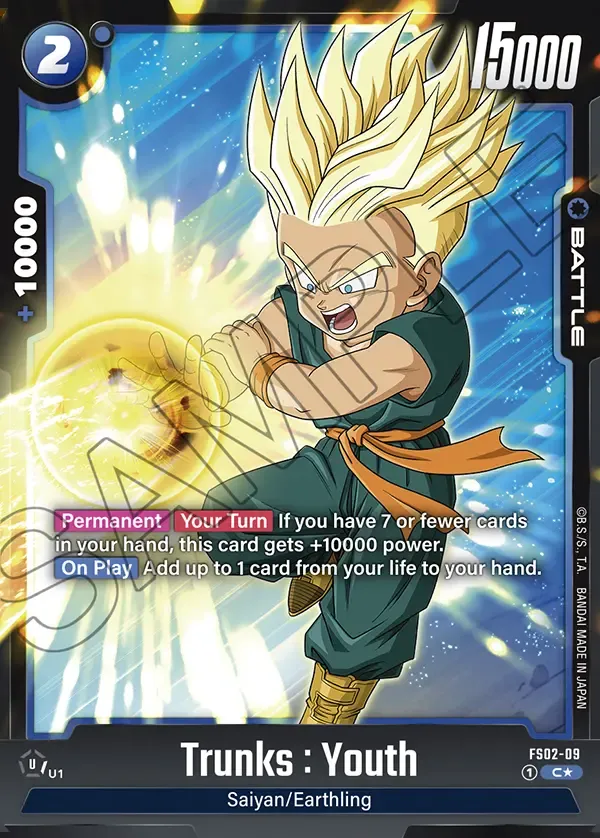 2
15000
+ 10000
BATTLE
SAMPLE
Permanent Your Turn If you have 7 or fewer cards
in your hand, this card gets +10000 power.
On Play Add up to 1 card from your life to your hand.
©B.S./S., T.A. BANDAI MADE IN JAPAN
Trunks : Youth
FS02-09
U/U1
1 C★
Saiyan/Earthling